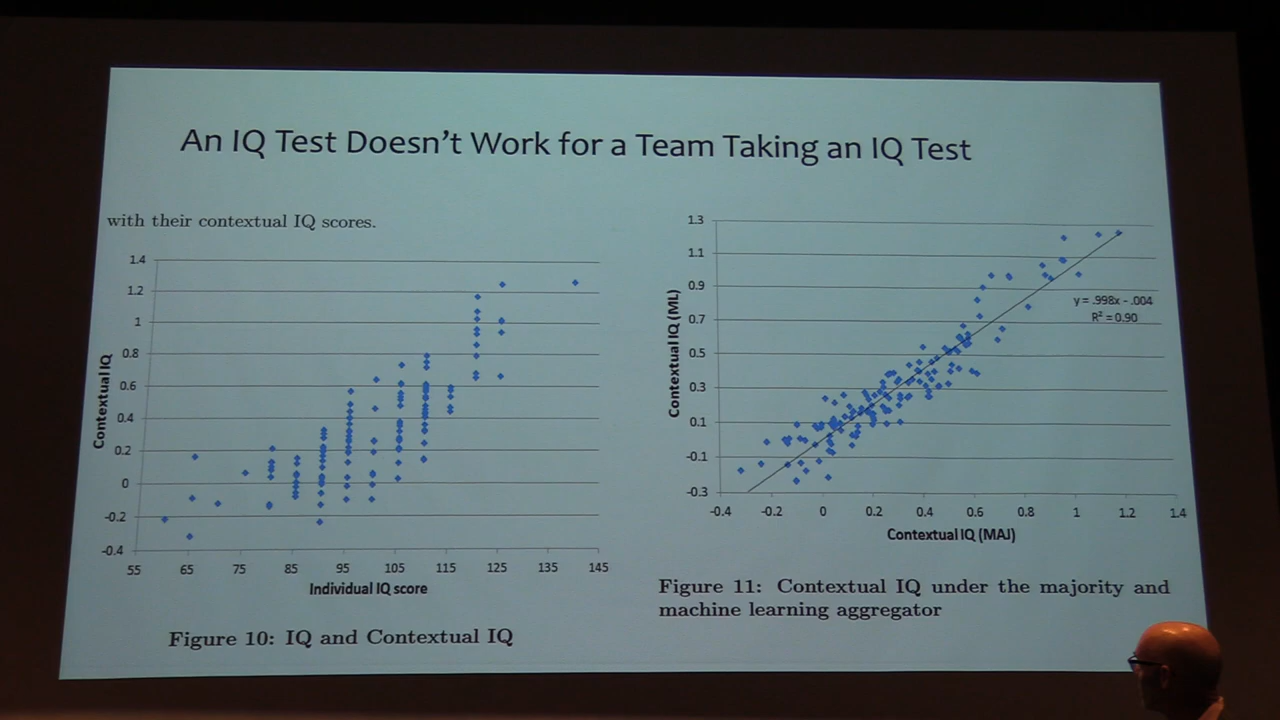 An IQ Test Doesn't Work for a Team Taking an IQ Test
with their contextual IQ scores.
1.4
1.2
1
0.8
0.6
0.4
0.2
0
-0.2
-0.4
Contextual IQ
55 65 75 85 95 105 115 125 135 145
Individual IQ score
Figure 10: IQ and Contextual IQ
1.3
1.1
0.9
0.7
0.5
0.3
0.1
-0.1
-0.3
Contextual IQ (ML)
y = .998x - .004
R² = 0.90
-0.4 -0.2 0 0.2 0.4 0.6 0.8 1 1.2 1.4
Contextual IQ (MAJ)
Figure 11: Contextual IQ under the majority and
machine learning aggregator